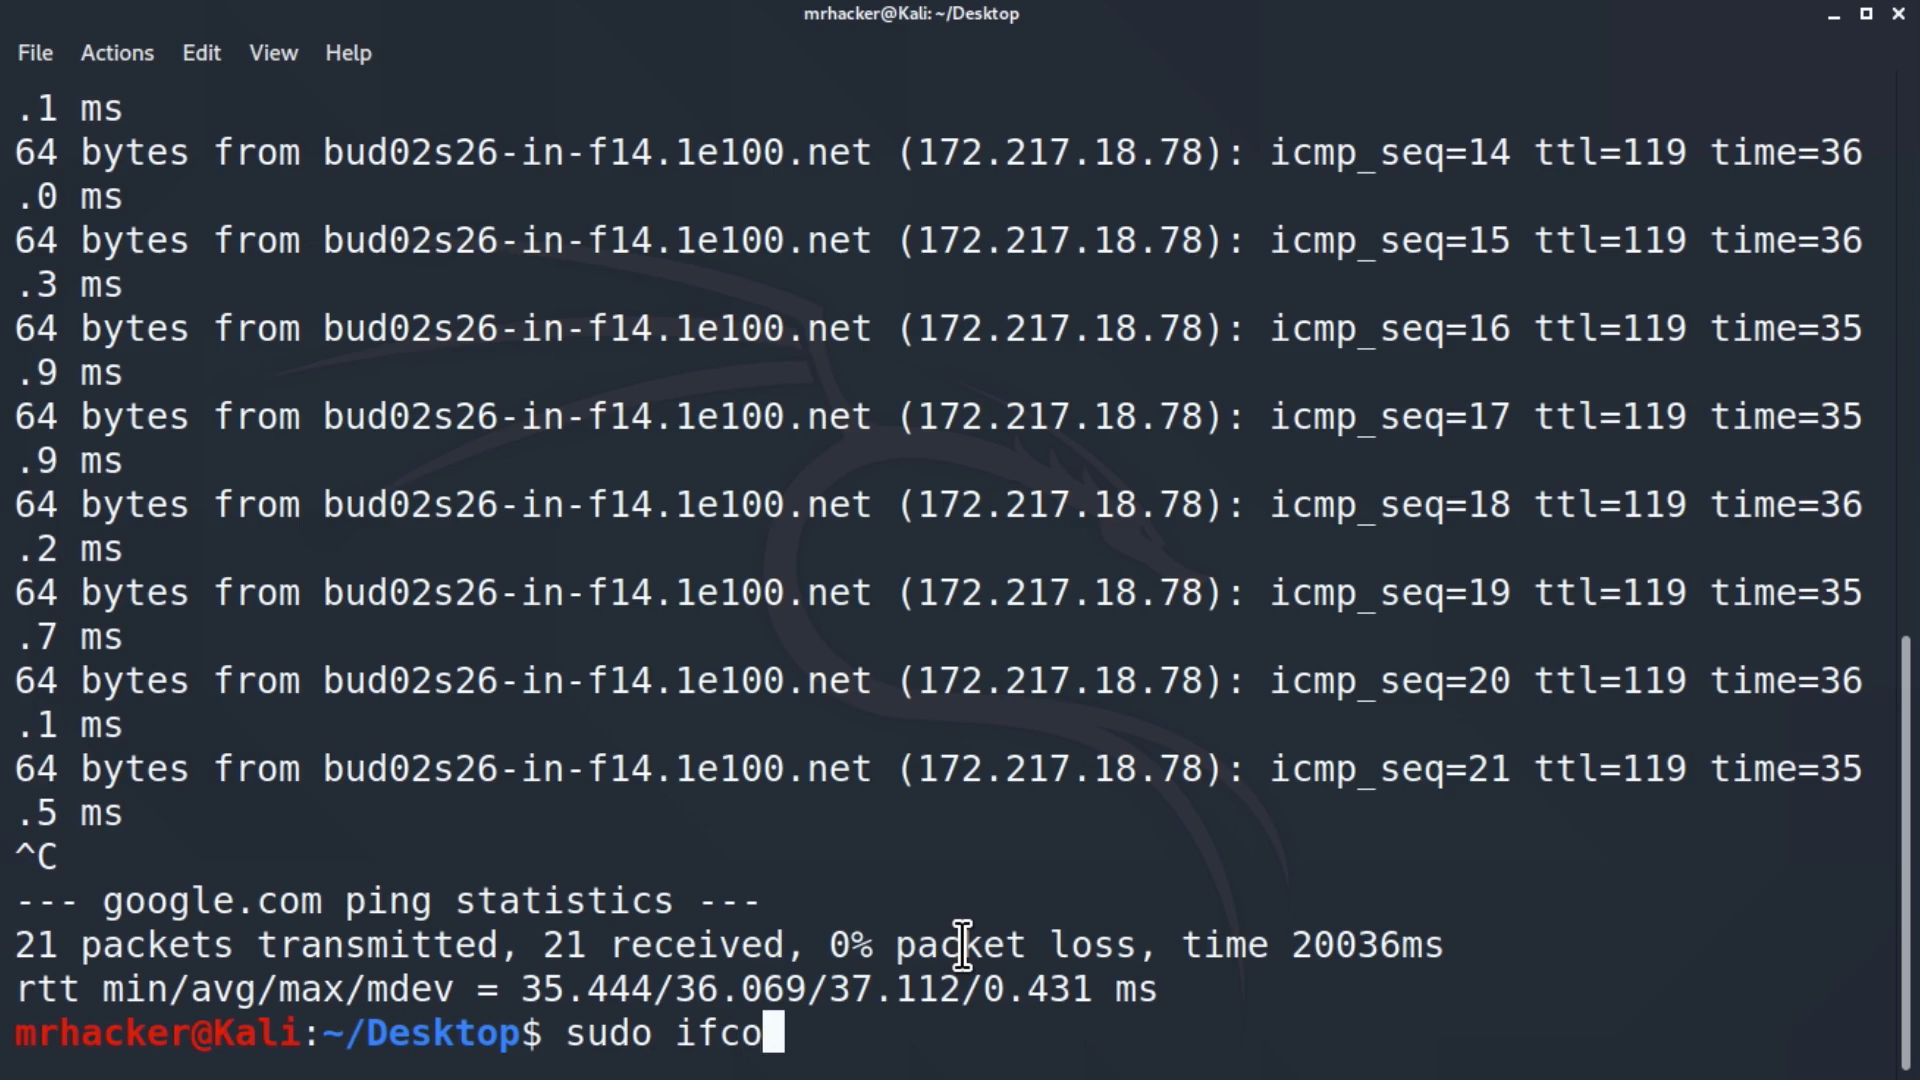 mrhacker@Kali: ~/Desktop
File Actions Edit View Help
.1 ms
64 bytes from bud02s26-in-f14.1e100.net (172.217.18.78): icmp_seq=14 ttl=119 time=36
.0 ms
64 bytes from bud02s26-in-f14.1e100.net (172.217.18.78): icmp_seq=15 ttl=119 time=36
.3 ms
64 bytes from bud02s26-in-f14.1e100.net (172.217.18.78): icmp_seq=16 ttl=119 time=35
.9 ms
64 bytes from bud02s26-in-f14.1e100.net (172.217.18.78): icmp_seq=17 ttl=119 time=35
.9 ms
64 bytes from bud02s26-in-f14.1e100.net (172.217.18.78): icmp_seq=18 ttl=119 time=36
.2 ms
64 bytes from bud02s26-in-f14.1e100.net (172.217.18.78): icmp_seq=19 ttl=119 time=35
.7 ms
64 bytes from bud02s26-in-f14.1e100.net (172.217.18.78): icmp_seq=20 ttl=119 time=36
.1 ms
64 bytes from bud02s26-in-f14.1e100.net (172.217.18.78): icmp_seq=21 ttl=119 time=35
.5 ms
^C
--- google.com ping statistics ---
21 packets transmitted, 21 received, 0% packet loss, time 20036ms
rtt min/avg/max/mdev = 35.444/36.069/37.112/0.431 ms
mrhacker@Kali:~/Desktop$ sudo ifco